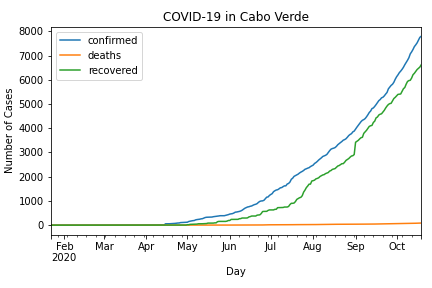 COVID-19 in Cabo Verde
confirmed
deaths
recovered
Number of Cases
8000
7000
6000
5000
4000
3000
2000
1000
0
Feb Mar Apr May Jun Jul Aug Sep Oct
2020
Day